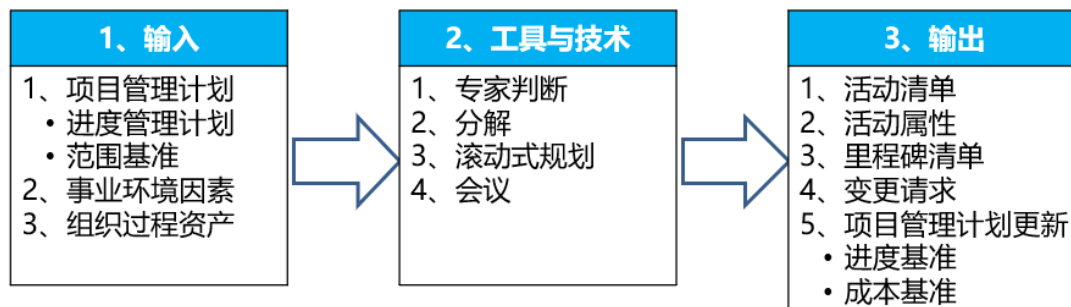 1、输入
1、项目管理计划
• 进度管理计划
• 范围基准
2、事业环境因素
3、组织过程资产
2、工具与技术
1、专家判断
2、分解
3、滚动式规划
4、会议
3、输出
1、活动清单
2、活动属性
3、里程碑清单
4、变更请求
5、项目管理计划更新
• 进度基准
• 成本基准